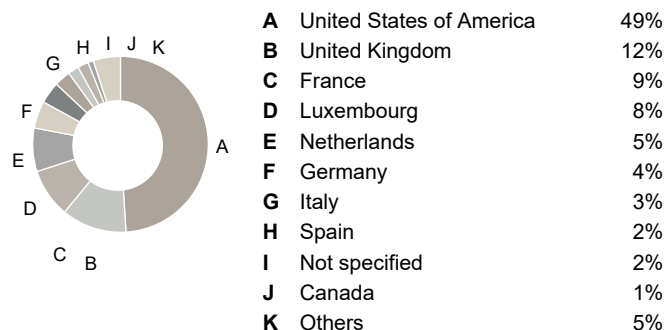 A United States of America 49%
B United Kingdom 12%
C France 9%
D Luxembourg 8%
E Netherlands 5%
F Germany 4%
G Italy 3%
H Spain 2%
I Not specified 2%
J Canada 1%
K Others 5%
H I J K
G
F
A
E
D
C B